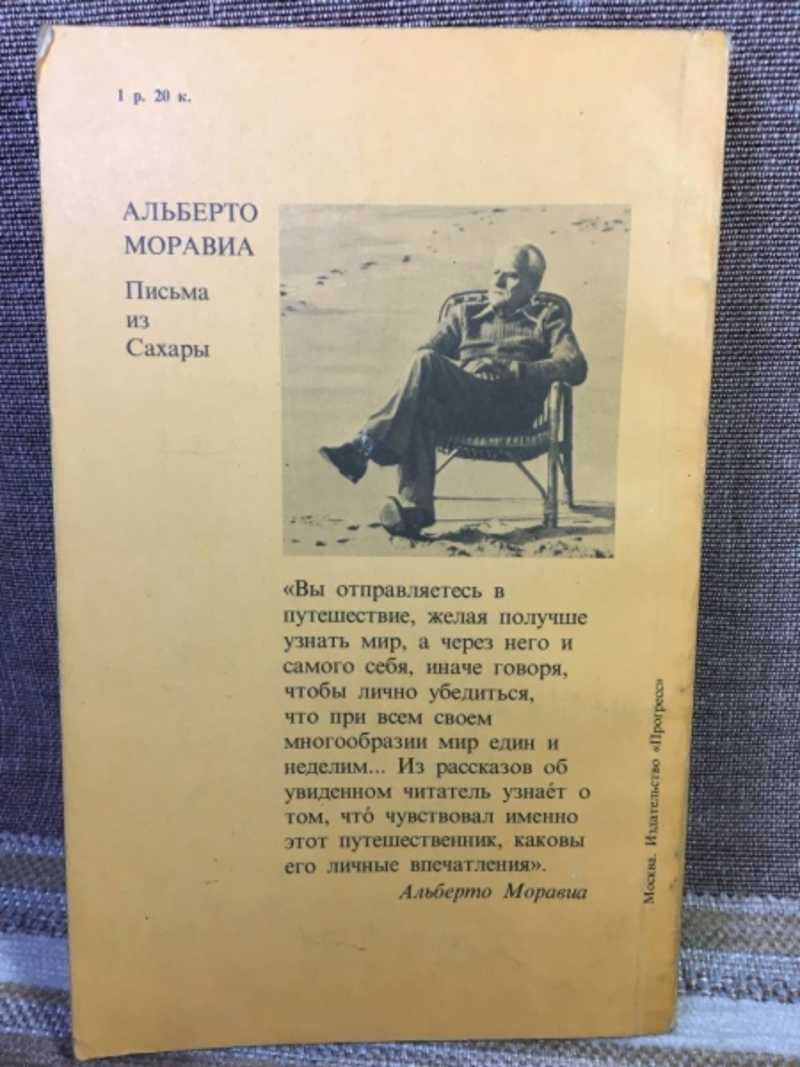 1 р. 20 к.
АЛЬБЕРТО
МОРАВИА
Письма
из
Сахары
«Вы отправляетесь в
путешествие, желая получше
узнать мир, а через него и
самого себя, иначе говоря,
чтобы лично убедиться,
что при всем своем
многообразии мир един и
неделим... Из рассказов об
увиденном читатель узнаéт о
том, чтó чувствовал именно
этот путешественник, каковы
его личные впечатления».
Альберто Моравиа
Москва. Издательство «Прогресс»